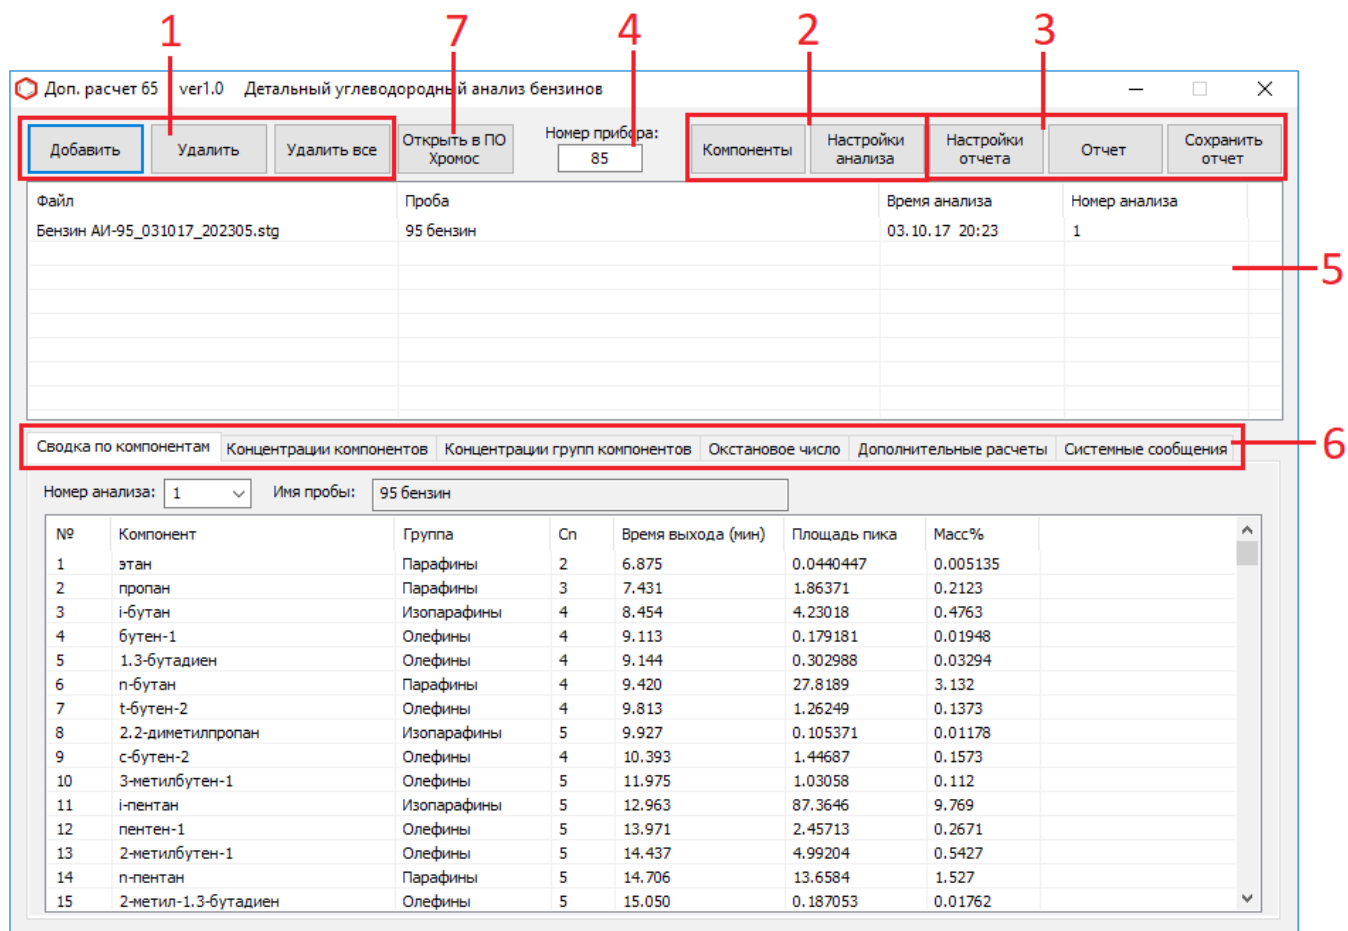 1 7 4 2 3
Доп. расчет 65 ver1.0 Детальный углеводородный анализ бензинов
Добавить Удалить Удалить все Открыть в ПО Хромос Номер прибора: 85 Компоненты Настройки анализа Настройки отчета Отчет Сохранить отчет
Файл Проба Время анализа Номер анализа
Бензин АИ-95_031017_202305.stg 95 бензин 03.10.17 20:23 1
5
Сводка по компонентам Концентрации компонентов Концентрации групп компонентов Окстановое число Дополнительные расчеты Системные сообщения
6
Номер анализа: 1 Имя пробы: 95 бензин
№ Компонент Группа Cn Время выхода (мин) Площадь пика Масс%
1 этан Парафины 2 6.875 0.0440447 0.005135
2 пропан Парафины 3 7.431 1.86371 0.2123
3 i-бутан Изопарафины 4 8.454 4.23018 0.4763
4 бутен-1 Олефины 4 9.113 0.179181 0.01948
5 1.3-бутадиен Олефины 4 9.144 0.302988 0.03294
6 n-бутан Парафины 4 9.420 27.8189 3.132
7 t-бутен-2 Олефины 4 9.813 1.26249 0.1373
8 2.2-диметилпропан Изопарафины 5 9.927 0.105371 0.01178
9 c-бутен-2 Олефины 4 10.393 1.44687 0.1573
10 3-метилбутен-1 Олефины 5 11.975 1.03058 0.112
11 i-пентан Изопарафины 5 12.963 87.3646 9.769
12 пентен-1 Олефины 5 13.971 2.45713 0.2671
13 2-метилбутен-1 Олефины 5 14.437 4.99204 0.5427
14 n-пентан Парафины 5 14.706 13.6584 1.527
15 2-метил-1.3-бутадиен Олефины 5 15.050 0.187053 0.01762